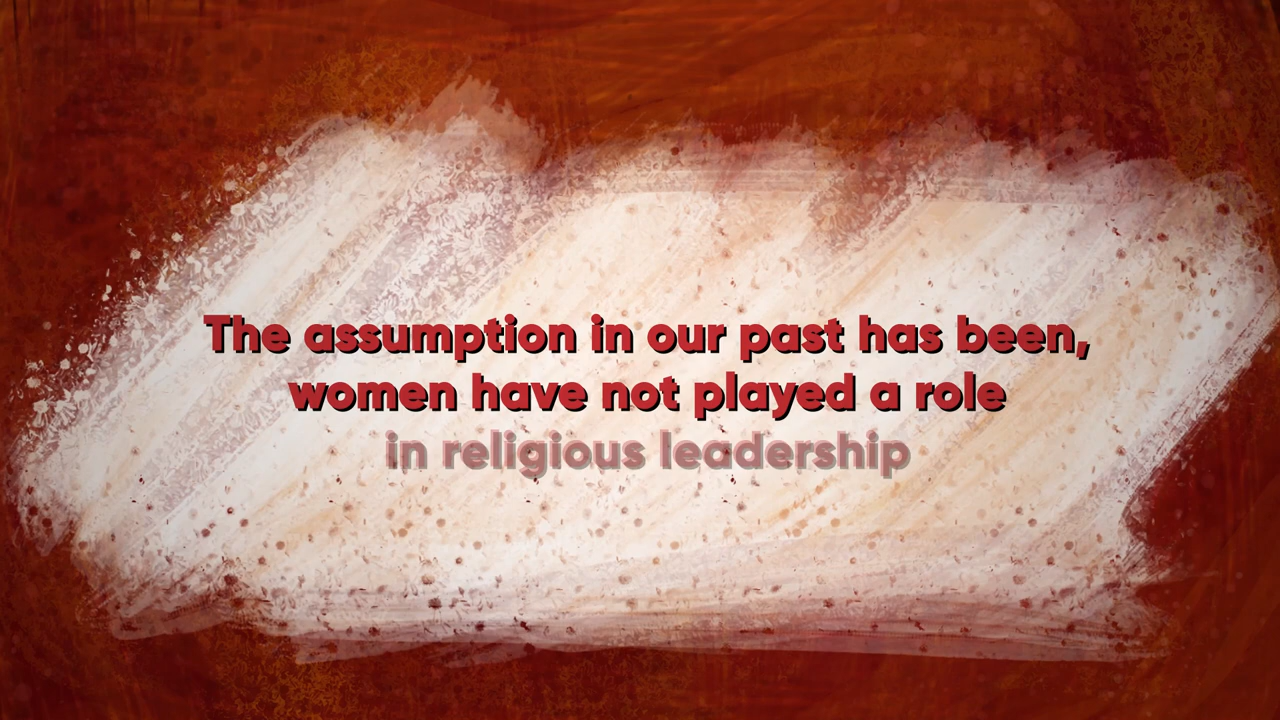 The assumption in our past has been,
women have not played a role
in religious leadership